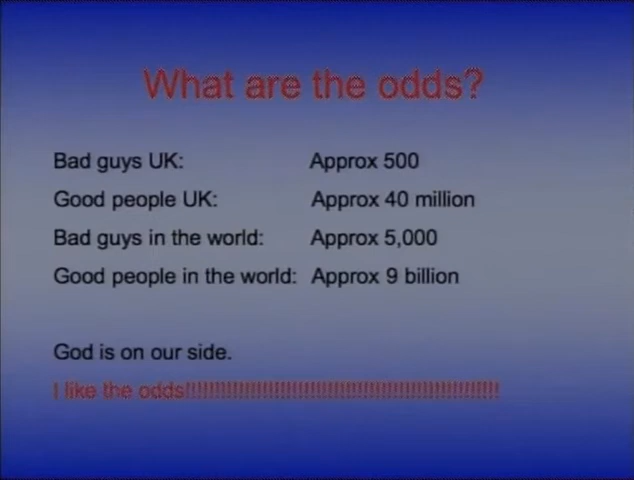 What are the odds?
Bad guys UK: Approx 500
Good people UK: Approx 40 million
Bad guys in the world: Approx 5,000
Good people in the world: Approx 9 billion
God is on our side.
I like the odds!!!!!!!!!!!!!!!!!!!!!!!!!!!!!!!!!!!!!!!!!!!!!!!!!!!!!!